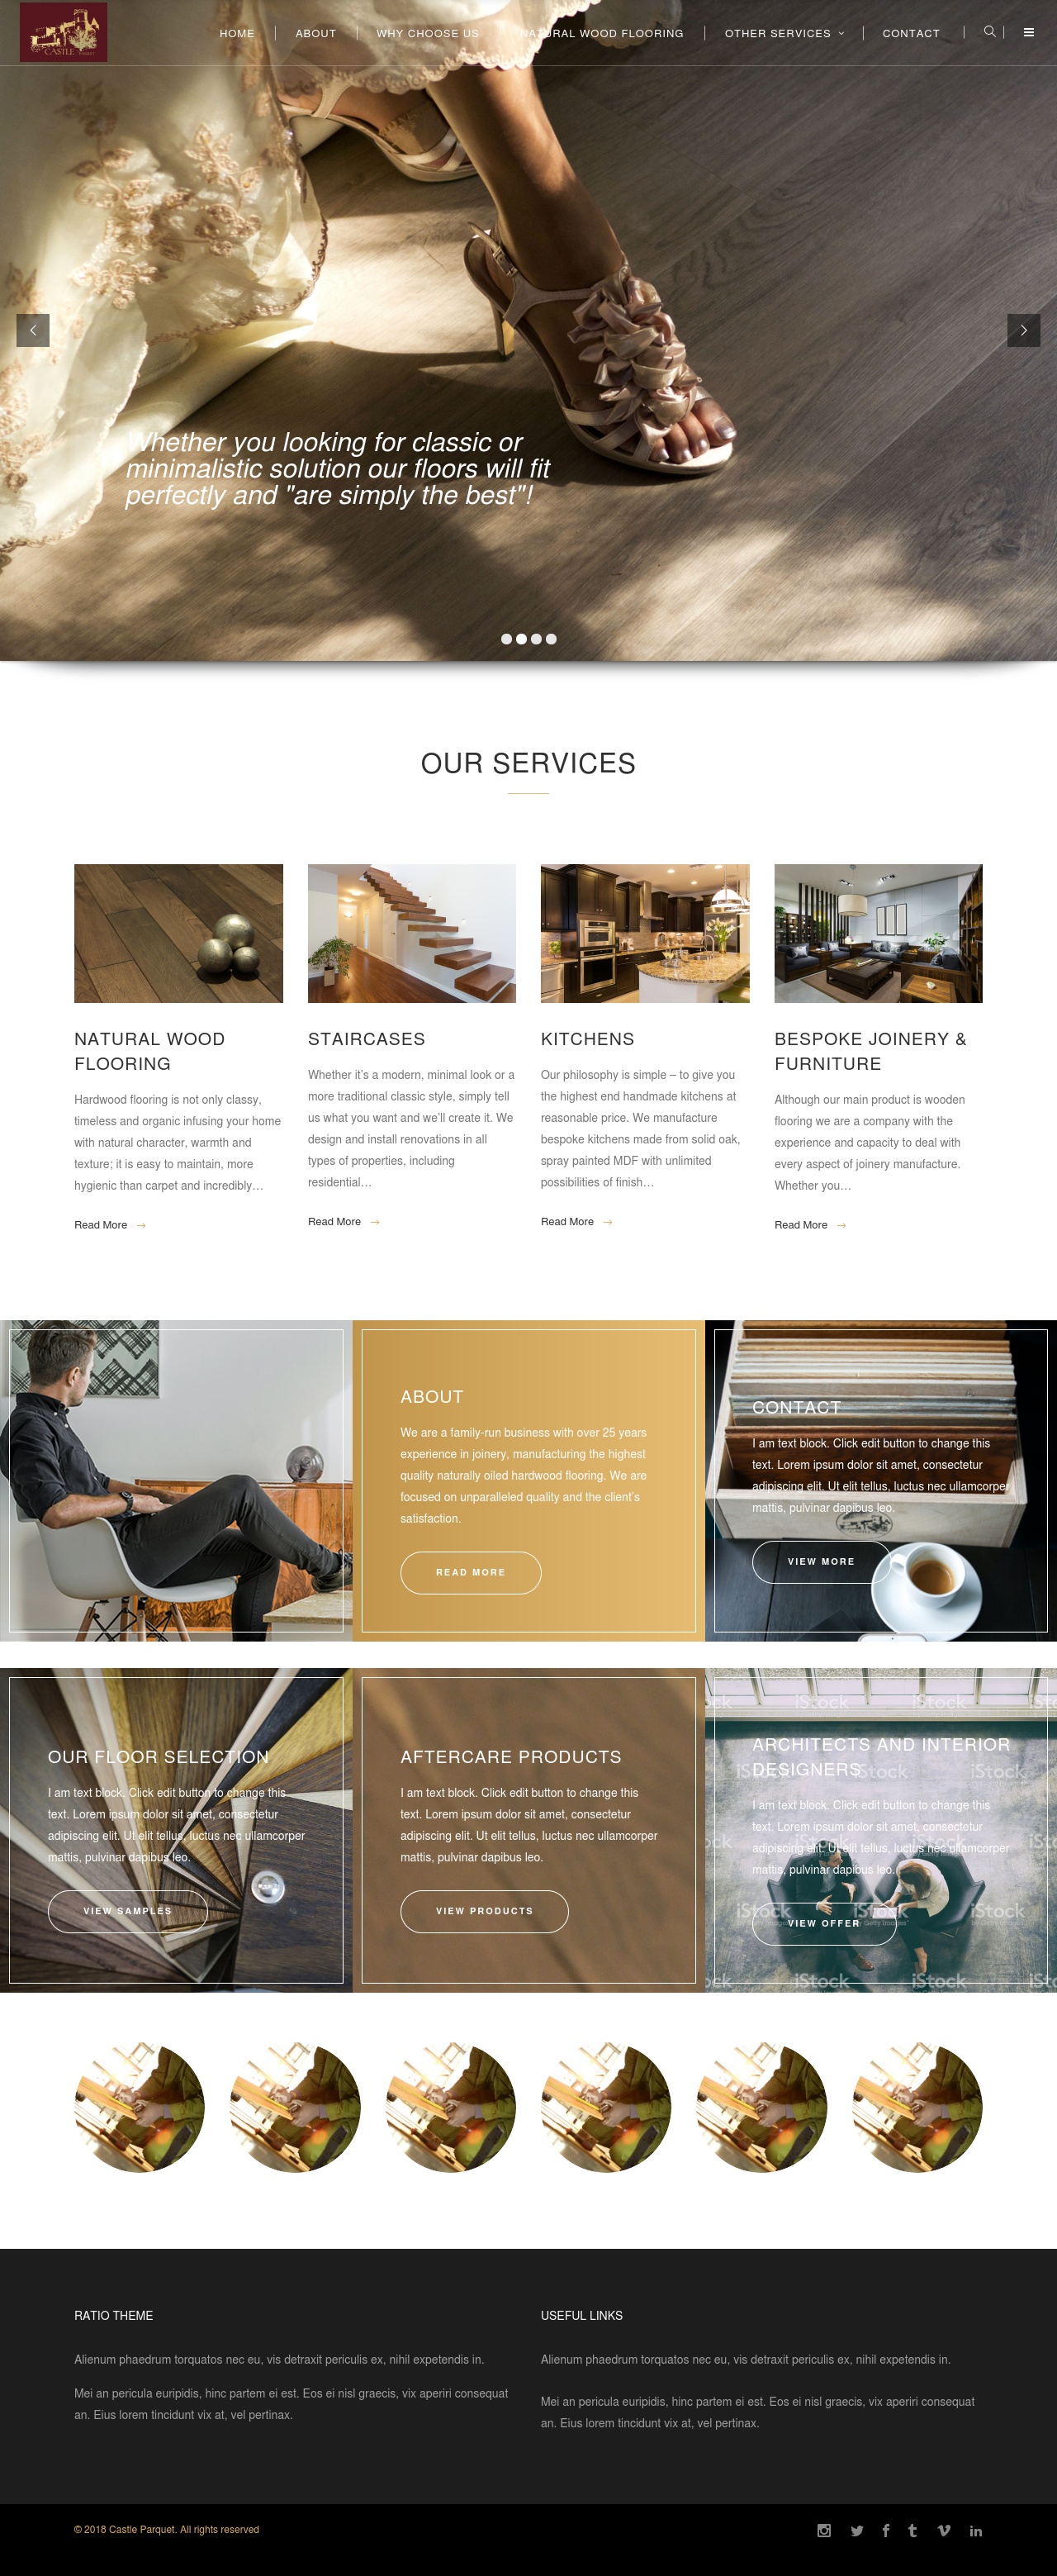 CASTLE
HOME
ABOUT
WHY CHOOSE US
NATURAL WOOD FLOORING
OTHER SERVICES
CONTACT
Whether you looking for classic or
minimalistic solution our floors will fit
perfectly and "are simply the best"!
OUR SERVICES
NATURAL WOOD
FLOORING
Hardwood flooring is not only classy,
timeless and organic infusing your home
with natural character, warmth and
texture; it is easy to maintain, more
hygienic than carpet and incredibly…
Read More →
STAIRCASES
Whether it's a modern, minimal look or a
more traditional classic style, simply tell
us what you want and we'll create it. We
design and install renovations in all
types of properties, including
residential…
Read More →
KITCHENS
Our philosophy is simple – to give you
the highest end handmade kitchens at
reasonable price. We manufacture
bespoke kitchens made from solid oak,
spray painted MDF with unlimited
possibilities of finish…
Read More →
BESPOKE JOINERY &
FURNITURE
Although our main product is wooden
flooring we are a company with the
experience and capacity to deal with
every aspect of joinery manufacture.
Whether you…
Read More →
ABOUT
We are a family-run business with over 25 years
experience in joinery, manufacturing the highest
quality naturally oiled hardwood flooring. We are
focused on unparalleled quality and the client's
satisfaction.
READ MORE
CONTACT
I am text block. Click edit button to change this
text. Lorem ipsum dolor sit amet, consectetur
adipiscing elit. Ut elit tellus, luctus nec ullamcorper
mattis, pulvinar dapibus leo.
VIEW MORE
OUR FLOOR SELECTION
I am text block. Click edit button to change this
text. Lorem ipsum dolor sit amet, consectetur
adipiscing elit. Ut elit tellus, luctus nec ullamcorper
mattis, pulvinar dapibus leo.
VIEW SAMPLES
AFTERCARE PRODUCTS
I am text block. Click edit button to change this
text. Lorem ipsum dolor sit amet, consectetur
adipiscing elit. Ut elit tellus, luctus nec ullamcorper
mattis, pulvinar dapibus leo.
VIEW PRODUCTS
iStock iStock
ARCHITECTS AND INTERIOR
DESIGNERS
I am text block. Click edit button to change this
text. Lorem ipsum dolor sit amet, consectetur
adipiscing elit. Ut elit tellus, luctus nec ullamcorper
mattis, pulvinar dapibus leo.
VIEW OFFER
iStock iStock iStock
iStock iStock
RATIO THEME
Alienum phaedrum torquatos nec eu, vis detraxit periculis ex, nihil expetendis in.
Mei an pericula euripidis, hinc partem ei est. Eos ei nisl graecis, vix aperiri consequat
an. Eius lorem tincidunt vix at, vel pertinax.
USEFUL LINKS
Alienum phaedrum torquatos nec eu, vis detraxit periculis ex, nihil expetendis in.
Mei an pericula euripidis, hinc partem ei est. Eos ei nisl graecis, vix aperiri consequat
an. Eius lorem tincidunt vix at, vel pertinax.
© 2018 Castle Parquet. All rights reserved